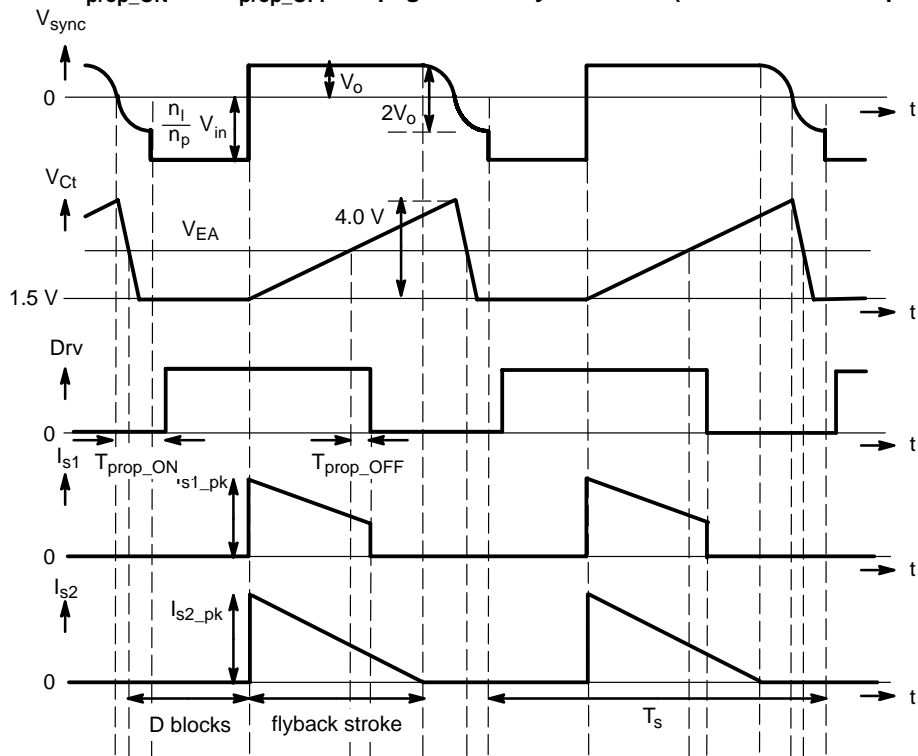 V_sync
V_o
0
t
n_l
n_p
V_in
2V_o
V_Ct
4.0 V
V_EA
1.5 V
t
Drv
0
t
T_prop_ON
T_prop_OFF
I_s1
I_s1_pk
0
t
I_s2
I_s2_pk
0
t
D blocks
flyback stroke
T_s